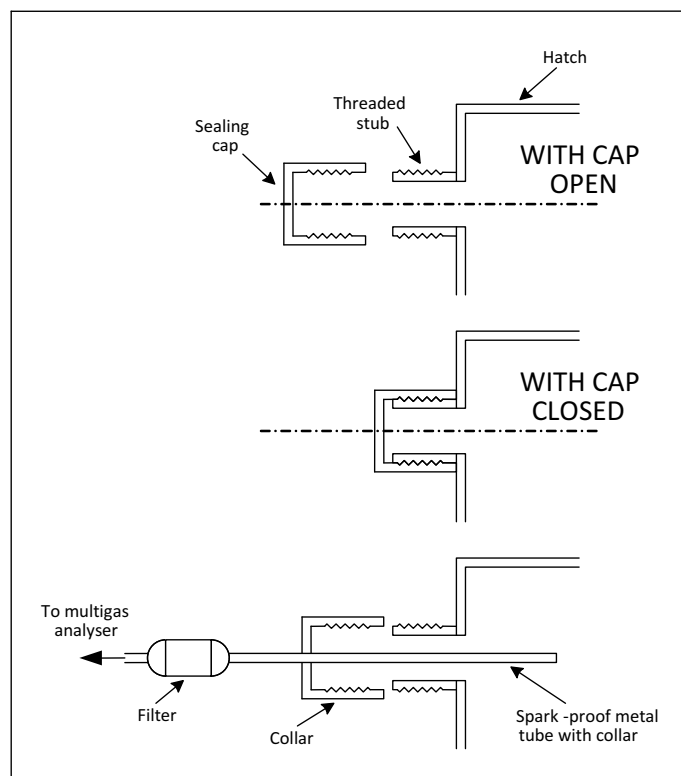 Hatch
Threaded
stub
Sealing
cap
WITH CAP
OPEN
WITH CAP
CLOSED
To multigas
analyser
Filter
Collar
Spark -proof metal
tube with collar